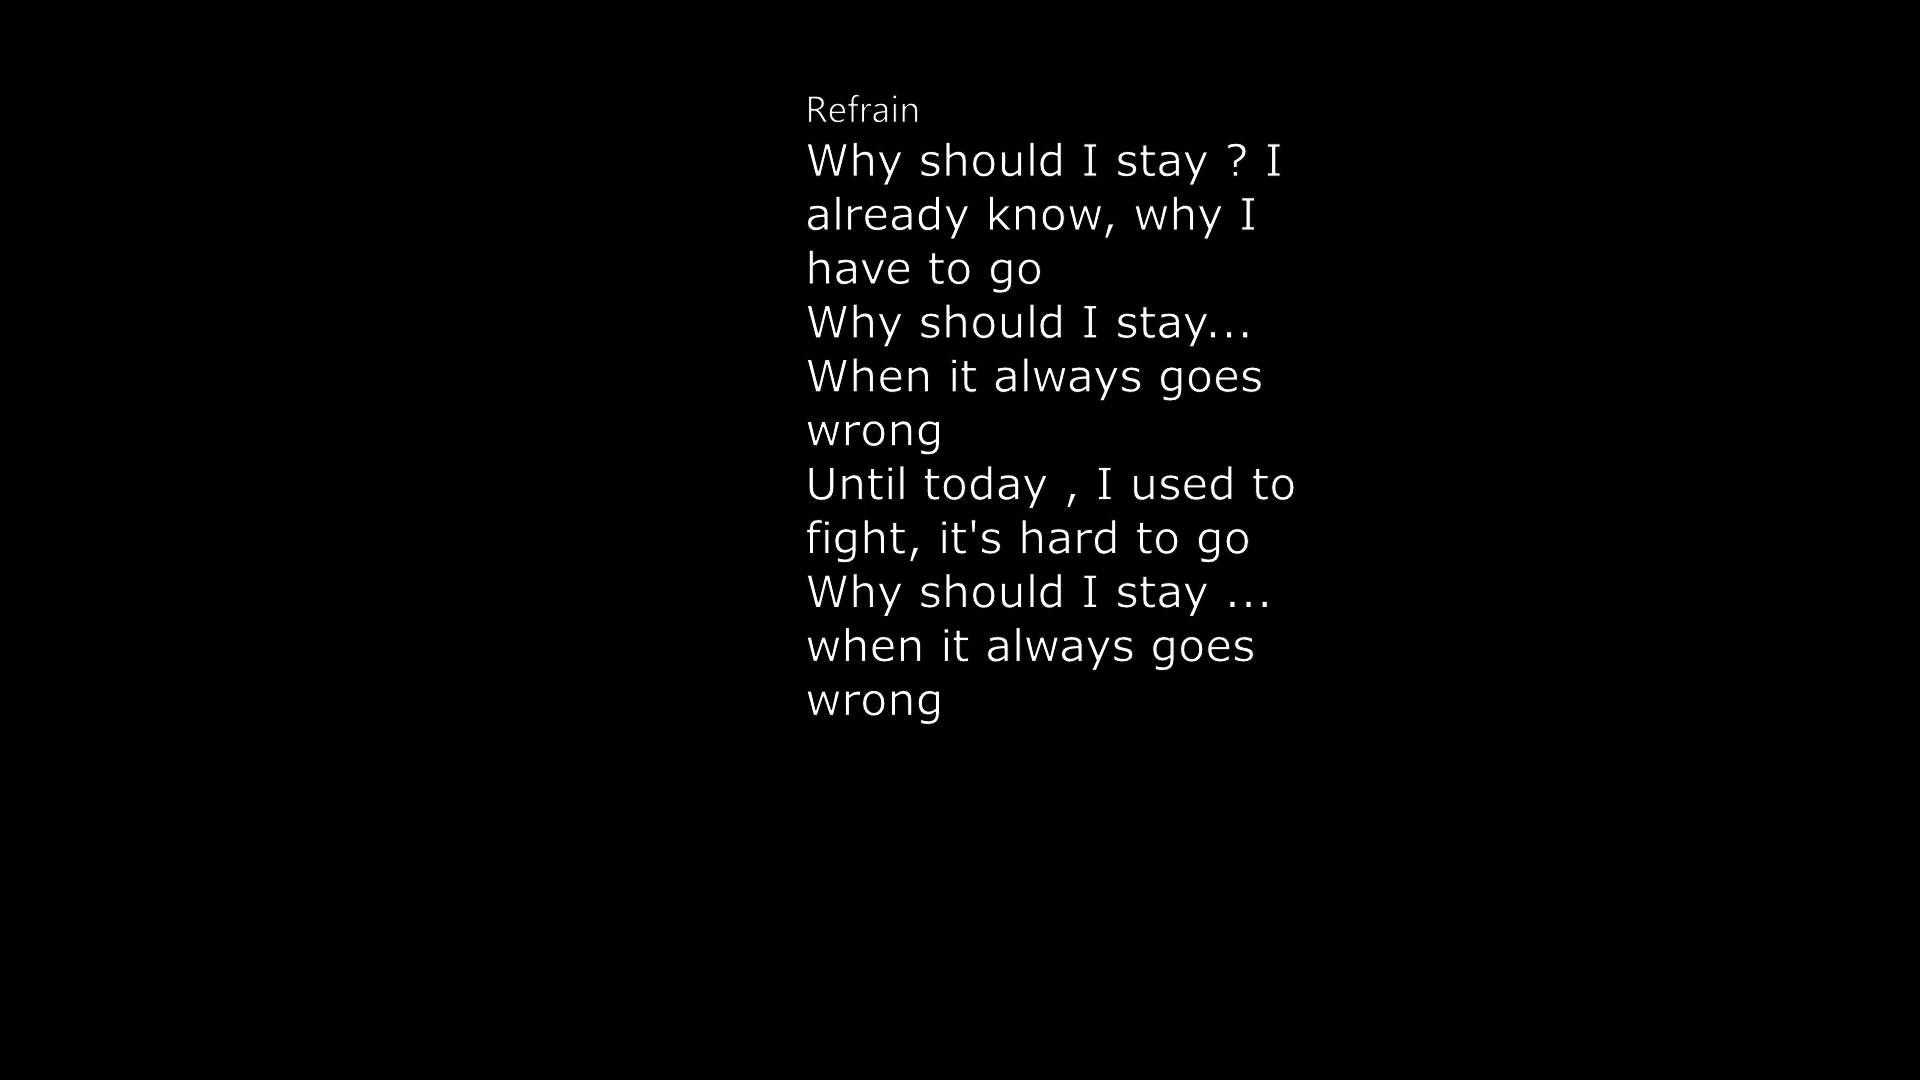 Refrain
Why should I stay ? I
already know, why I
have to go
Why should I stay...
When it always goes
wrong
Until today , I used to
fight, it's hard to go
Why should I stay ...
when it always goes
wrong